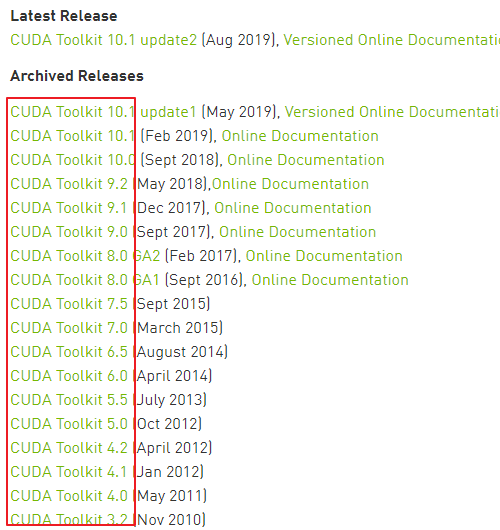 Latest Release
CUDA Toolkit 10.1 update2 (Aug 2019), Versioned Online Documentati
Archived Releases
CUDA Toolkit 10.1 update1 (May 2019), Versioned Online Documentati
CUDA Toolkit 10.1 (Feb 2019), Online Documentation
CUDA Toolkit 10.0 (Sept 2018), Online Documentation
CUDA Toolkit 9.2 (May 2018),Online Documentation
CUDA Toolkit 9.1 (Dec 2017), Online Documentation
CUDA Toolkit 9.0 (Sept 2017), Online Documentation
CUDA Toolkit 8.0 GA2 (Feb 2017), Online Documentation
CUDA Toolkit 8.0 GA1 (Sept 2016), Online Documentation
CUDA Toolkit 7.5 (Sept 2015)
CUDA Toolkit 7.0 (March 2015)
CUDA Toolkit 6.5 (August 2014)
CUDA Toolkit 6.0 (April 2014)
CUDA Toolkit 5.5 (July 2013)
CUDA Toolkit 5.0 (Oct 2012)
CUDA Toolkit 4.2 (April 2012)
CUDA Toolkit 4.1 (Jan 2012)
CUDA Toolkit 4.0 (May 2011)
CUDA Toolkit 3.2 (Nov 2010)